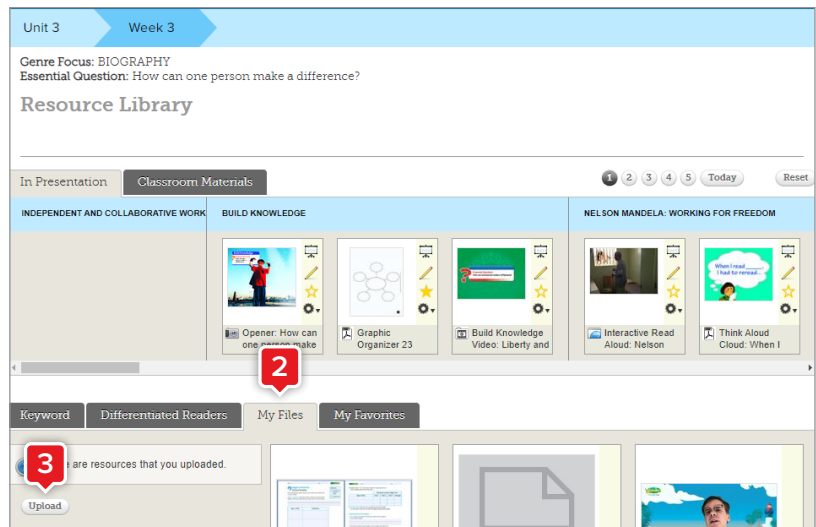 Unit 3
Week 3
Genre Focus: BIOGRAPHY
Essential Question: How can one person make a difference?
Resource Library
In Presentation
Classroom Materials
1 2 3 4 5 Today Reset
INDEPENDENT AND COLLABORATIVE WORK
BUILD KNOWLEDGE
NELSON MANDELA: WORKING FOR FREEDOM
When I read
I had to reread...
Opener: How can
one person make
Graphic
Organizer 23
Build Knowledge
Video: Liberty and
Interactive Read
Aloud: Nelson
Think Aloud
Cloud: When I
2
Keyword
Differentiated Readers
My Files
My Favorites
3
are resources that you uploaded.
Upload